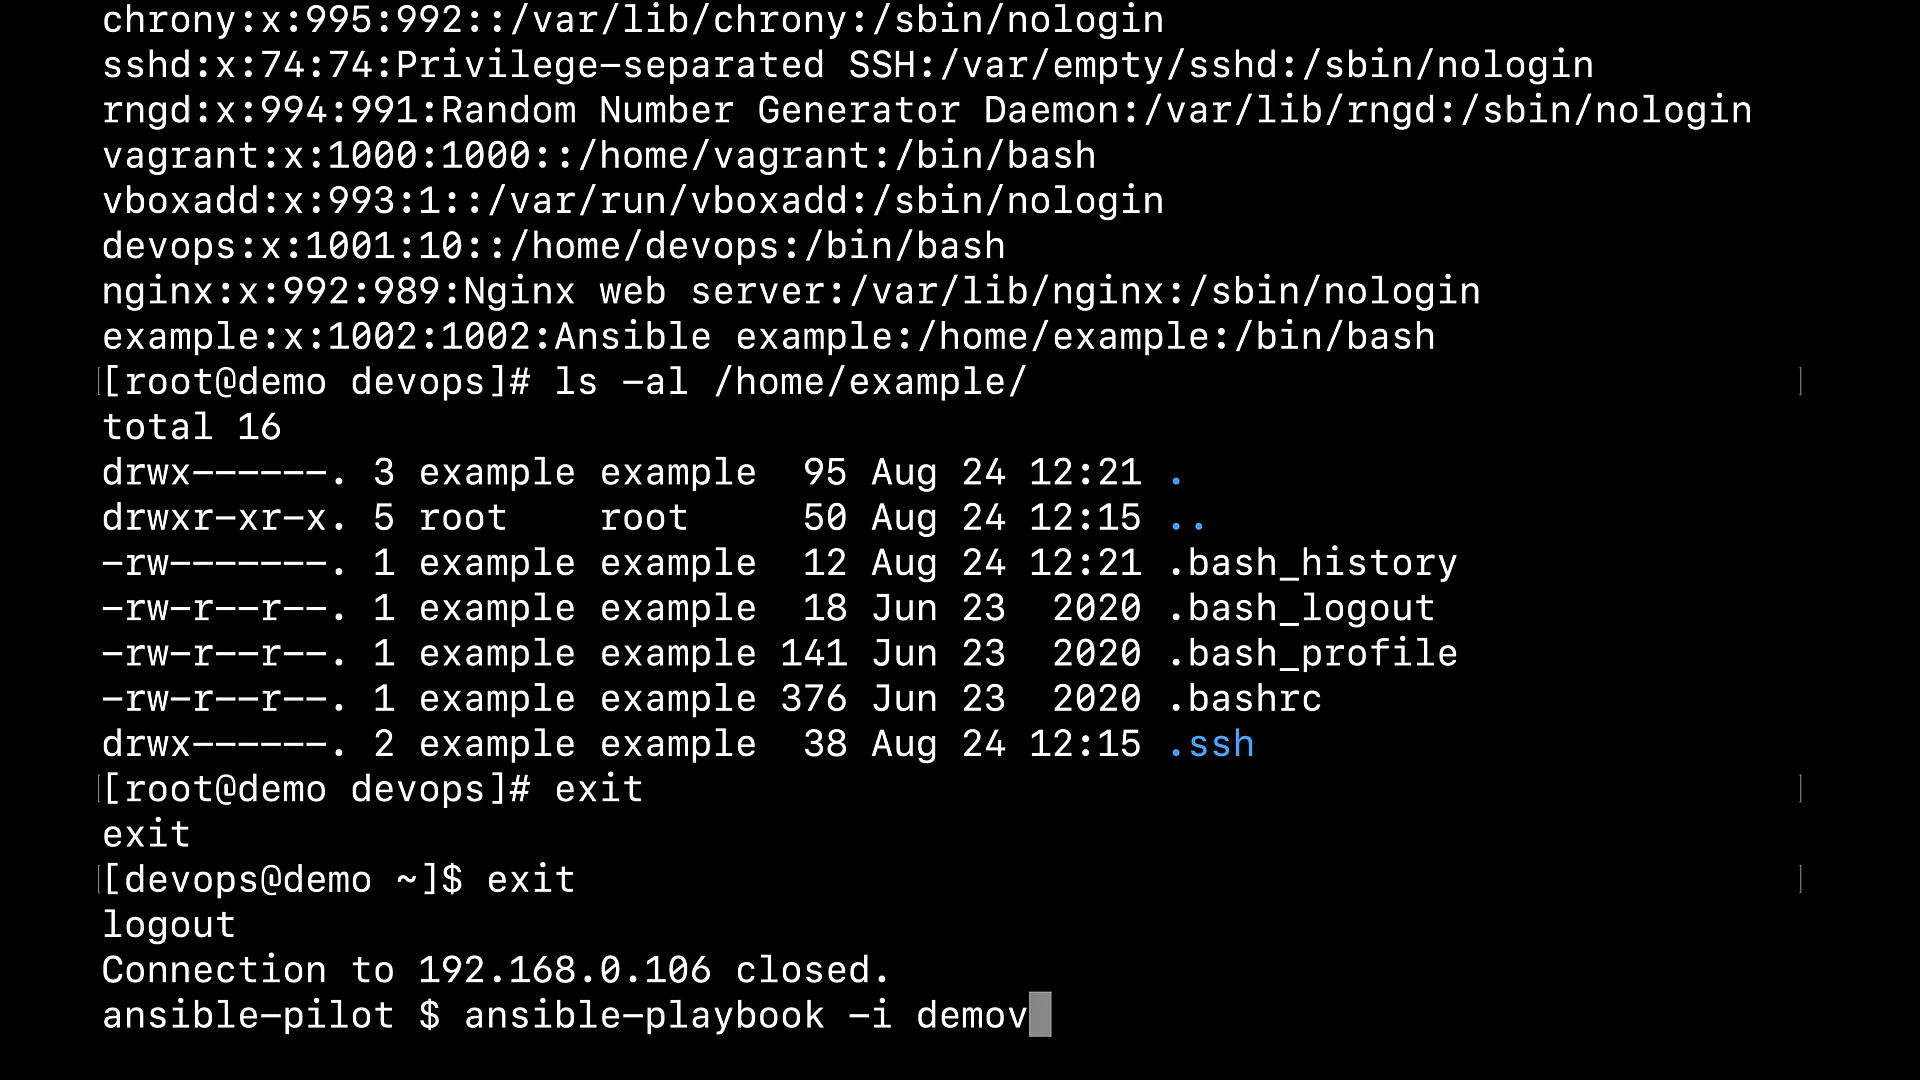 chrony:x:995:992::/var/lib/chrony:/sbin/nologin
sshd:x:74:74:Privilege-separated SSH:/var/empty/sshd:/sbin/nologin
rngd:x:994:991:Random Number Generator Daemon:/var/lib/rngd:/sbin/nologin
vagrant:x:1000:1000::/home/vagrant:/bin/bash
vboxadd:x:993:1::/var/run/vboxadd:/sbin/nologin
devops:x:1001:10::/home/devops:/bin/bash
nginx:x:992:989:Nginx web server:/var/lib/nginx:/sbin/nologin
example:x:1002:1002:Ansible example:/home/example:/bin/bash
[[root@demo devops]# ls -al /home/example/ ]
total 16
drwx------. 3 example example  95 Aug 24 12:21 .
drwxr-xr-x. 5 root    root     50 Aug 24 12:15 ..
-rw-------. 1 example example  12 Aug 24 12:21 .bash_history
-rw-r--r--. 1 example example  18 Jun 23  2020 .bash_logout
-rw-r--r--. 1 example example 141 Jun 23  2020 .bash_profile
-rw-r--r--. 1 example example 376 Jun 23  2020 .bashrc
drwx------. 2 example example  38 Aug 24 12:15 .ssh
[[root@demo devops]# exit ]
exit
[[devops@demo ~]$ exit ]
logout
Connection to 192.168.0.106 closed.
ansible-pilot $ ansible-playbook -i demov